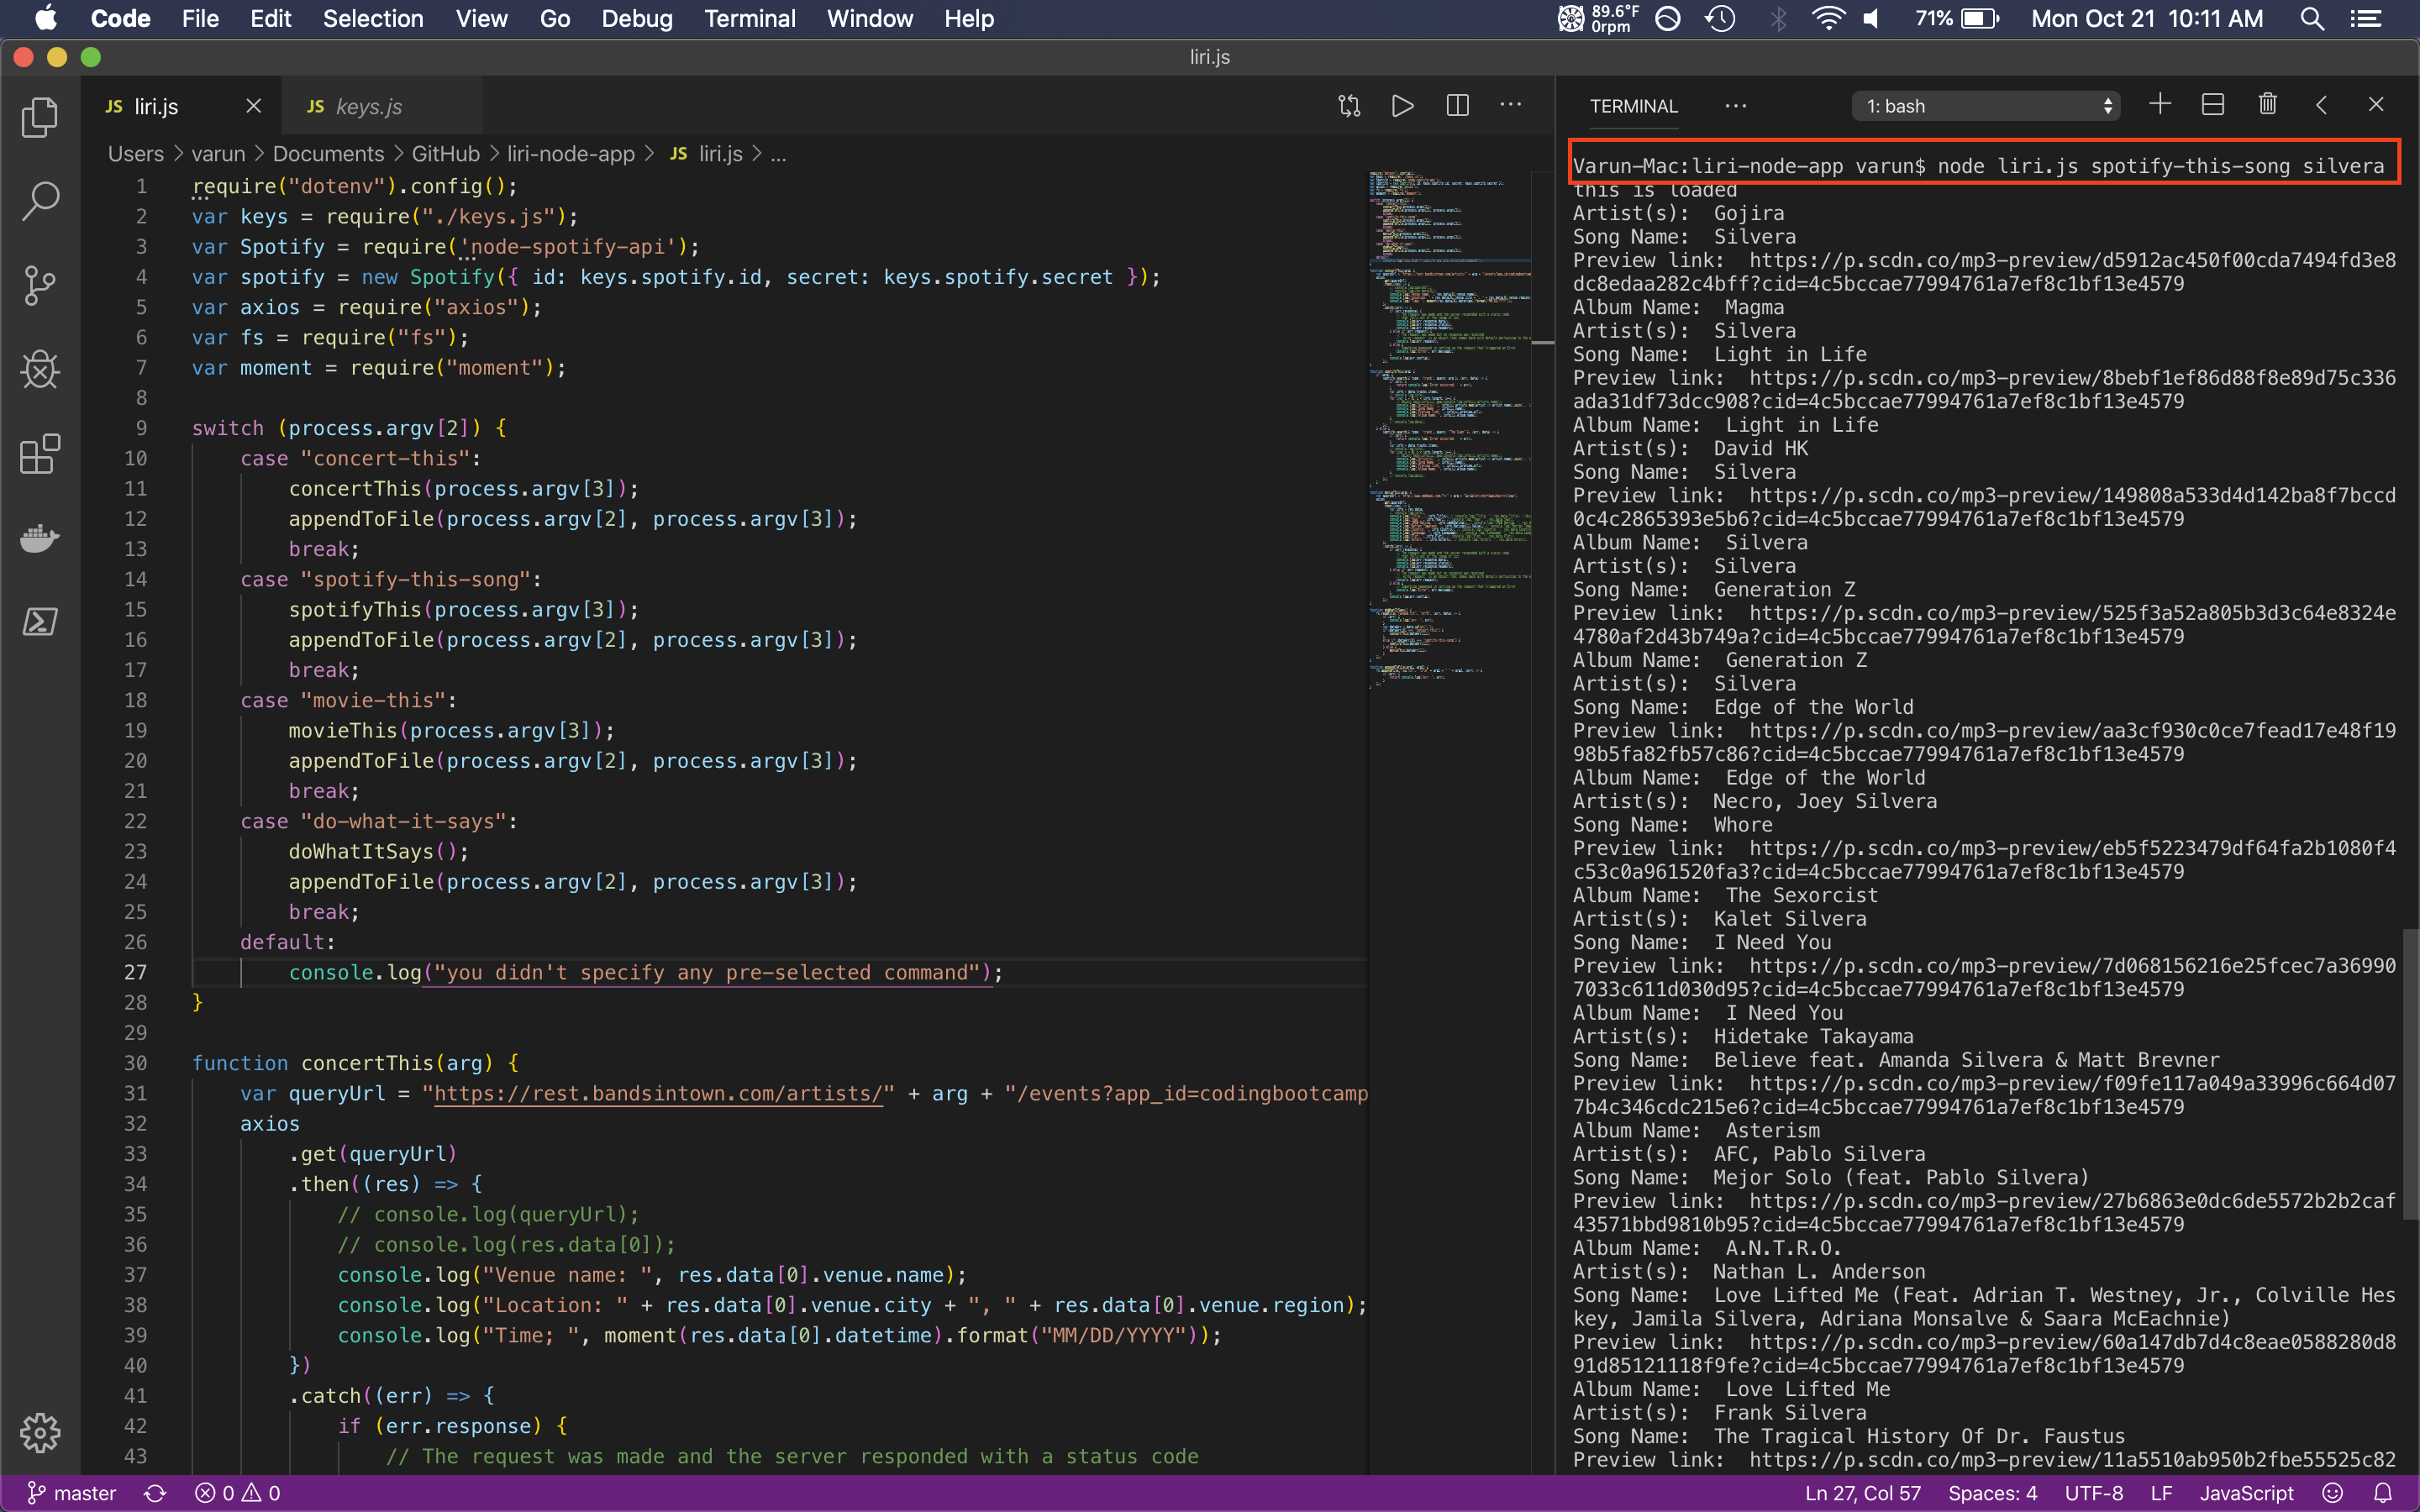 Code File Edit Selection View Go Debug Terminal Window Help
89.6°F
0rpm
71%
Mon Oct 21 10:11 AM
liri.js
JS liri.js
JS keys.js
Users > varun > Documents > GitHub > liri-node-app > JS liri.js > ...
1 require("dotenv").config();
2 var keys = require("./keys.js");
3 var Spotify = require('node-spotify-api');
4 var spotify = new Spotify({ id: keys.spotify.id, secret: keys.spotify.secret });
5 var axios = require("axios");
6 var fs = require("fs");
7 var moment = require("moment");
8
9 switch (process.argv[2]) {
10 case "concert-this":
11 concertThis(process.argv[3]);
12 appendToFile(process.argv[2], process.argv[3]);
13 break;
14 case "spotify-this-song":
15 spotifyThis(process.argv[3]);
16 appendToFile(process.argv[2], process.argv[3]);
17 break;
18 case "movie-this":
19 movieThis(process.argv[3]);
20 appendToFile(process.argv[2], process.argv[3]);
21 break;
22 case "do-what-it-says":
23 doWhatItSays();
24 appendToFile(process.argv[2], process.argv[3]);
25 break;
26 default:
27 console.log("you didn't specify any pre-selected command");
28 }
29
30 function concertThis(arg) {
31 var queryUrl = "https://rest.bandsintown.com/artists/" + arg + "/events?app_id=codingbootcamp
32 axios
33 .get(queryUrl)
34 .then((res) => {
35 // console.log(queryUrl);
36 // console.log(res.data[0]);
37 console.log("Venue name: ", res.data[0].venue.name);
38 console.log("Location: " + res.data[0].venue.city + ", " + res.data[0].venue.region);
39 console.log("Time; ", moment(res.data[0].datetime).format("MM/DD/YYYY"));
40 })
41 .catch((err) => {
42 if (err.response) {
43 // The request was made and the server responded with a status code
TERMINAL ... 1: bash
Varun-Mac:liri-node-app varun$ node liri.js spotify-this-song silvera
this is loaded
Artist(s): Gojira
Song Name: Silvera
Preview link: https://p.scdn.co/mp3-preview/d5912ac450f00cda7494fd3e8
dc8edaa282c4bff?cid=4c5bccae77994761a7ef8c1bf13e4579
Album Name: Magma
Artist(s): Silvera
Song Name: Light in Life
Preview link: https://p.scdn.co/mp3-preview/8bebf1ef86d88f8e89d75c336
ada31df73dcc908?cid=4c5bccae77994761a7ef8c1bf13e4579
Album Name: Light in Life
Artist(s): David HK
Song Name: Silvera
Preview link: https://p.scdn.co/mp3-preview/149808a533d4d142ba8f7bccd
0c4c2865393e5b6?cid=4c5bccae77994761a7ef8c1bf13e4579
Album Name: Silvera
Artist(s): Silvera
Song Name: Generation Z
Preview link: https://p.scdn.co/mp3-preview/525f3a52a805b3d3c64e8324e
4780af2d43b749a?cid=4c5bccae77994761a7ef8c1bf13e4579
Album Name: Generation Z
Artist(s): Silvera
Song Name: Edge of the World
Preview link: https://p.scdn.co/mp3-preview/aa3cf930c0ce7fead17e48f19
98b5fa82fb57c86?cid=4c5bccae77994761a7ef8c1bf13e4579
Album Name: Edge of the World
Artist(s): Necro, Joey Silvera
Song Name: Whore
Preview link: https://p.scdn.co/mp3-preview/eb5f5223479df64fa2b1080f4
c53c0a961520fa3?cid=4c5bccae77994761a7ef8c1bf13e4579
Album Name: The Sexorcist
Artist(s): Kalet Silvera
Song Name: I Need You
Preview link: https://p.scdn.co/mp3-preview/7d068156216e25fcec7a36990
7033c611d030d95?cid=4c5bccae77994761a7ef8c1bf13e4579
Album Name: I Need You
Artist(s): Hidetake Takayama
Song Name: Believe feat. Amanda Silvera & Matt Brevner
Preview link: https://p.scdn.co/mp3-preview/f09fe117a049a33996c664d07
7b4c346cdc215e6?cid=4c5bccae77994761a7ef8c1bf13e4579
Album Name: Asterism
Artist(s): AFC, Pablo Silvera
Song Name: Mejor Solo (feat. Pablo Silvera)
Preview link: https://p.scdn.co/mp3-preview/27b6863e0dc6de5572b2b2caf
43571bbd9810b95?cid=4c5bccae77994761a7ef8c1bf13e4579
Album Name: A.N.T.R.O.
Artist(s): Nathan L. Anderson
Song Name: Love Lifted Me (Feat. Adrian T. Westney, Jr., Colville Hes
key, Jamila Silvera, Adriana Monsalve & Saara McEachnie)
Preview link: https://p.scdn.co/mp3-preview/60a147db7d4c8eae0588280d8
91d85121118f9fe?cid=4c5bccae77994761a7ef8c1bf13e4579
Album Name: Love Lifted Me
Artist(s): Frank Silvera
Song Name: The Tragical History Of Dr. Faustus
Preview link: https://p.scdn.co/mp3-preview/11a5510ab950b2fbe55525c82
master 0 0
Ln 27, Col 57 Spaces: 4 UTF-8 LF JavaScript